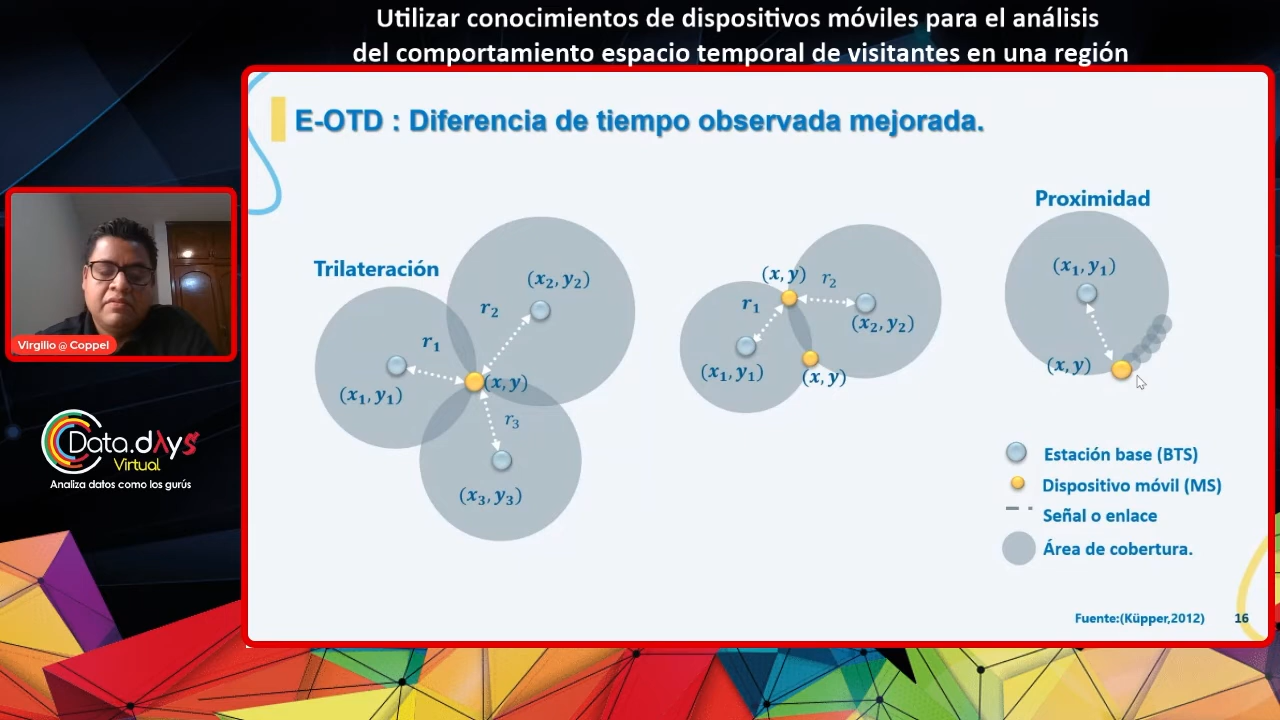 Utilizar conocimientos de dispositivos móviles para el análisis
del comportamiento espacio temporal de visitantes en una región
E-OTD : Diferencia de tiempo observada mejorada.
Trilateración
(x₂, y₂)
r₂
r₁
(x₁, y₁)
(x, y)
r₃
(x₃, y₃)
(x, y)
r₂
r₁
(x₂, y₂)
(x₁, y₁)
(x, y)
Proximidad
(x₁, y₁)
(x, y)
Estación base (BTS)
Dispositivo móvil (MS)
Señal o enlace
Área de cobertura.
Fuente:(Küpper,2012)
16
Virgilio @ Coppel
Data.dAys
Virtual
Analiza datos como los gurús